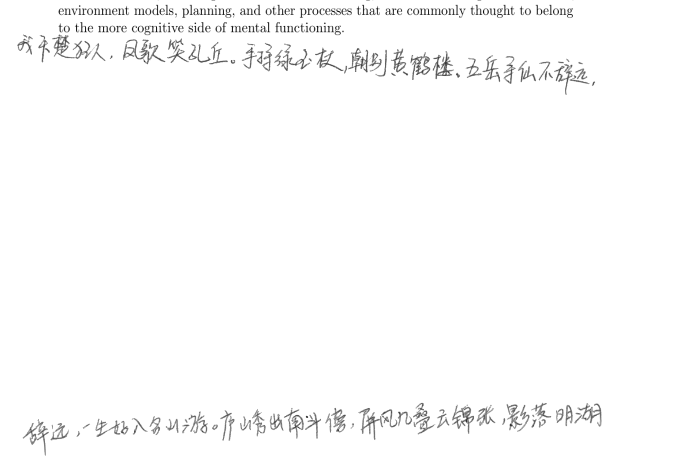 environment models, planning, and other processes that are commonly thought to belong
to the more cognitive side of mental functioning.
我本楚狂人，凤歌笑孔丘。手持绿玉杖，朝别黄鹤楼。五岳寻仙不辞远，
辞远，一生好入名山游。庐山秀出南斗傍，屏风九叠云锦张，影落明湖